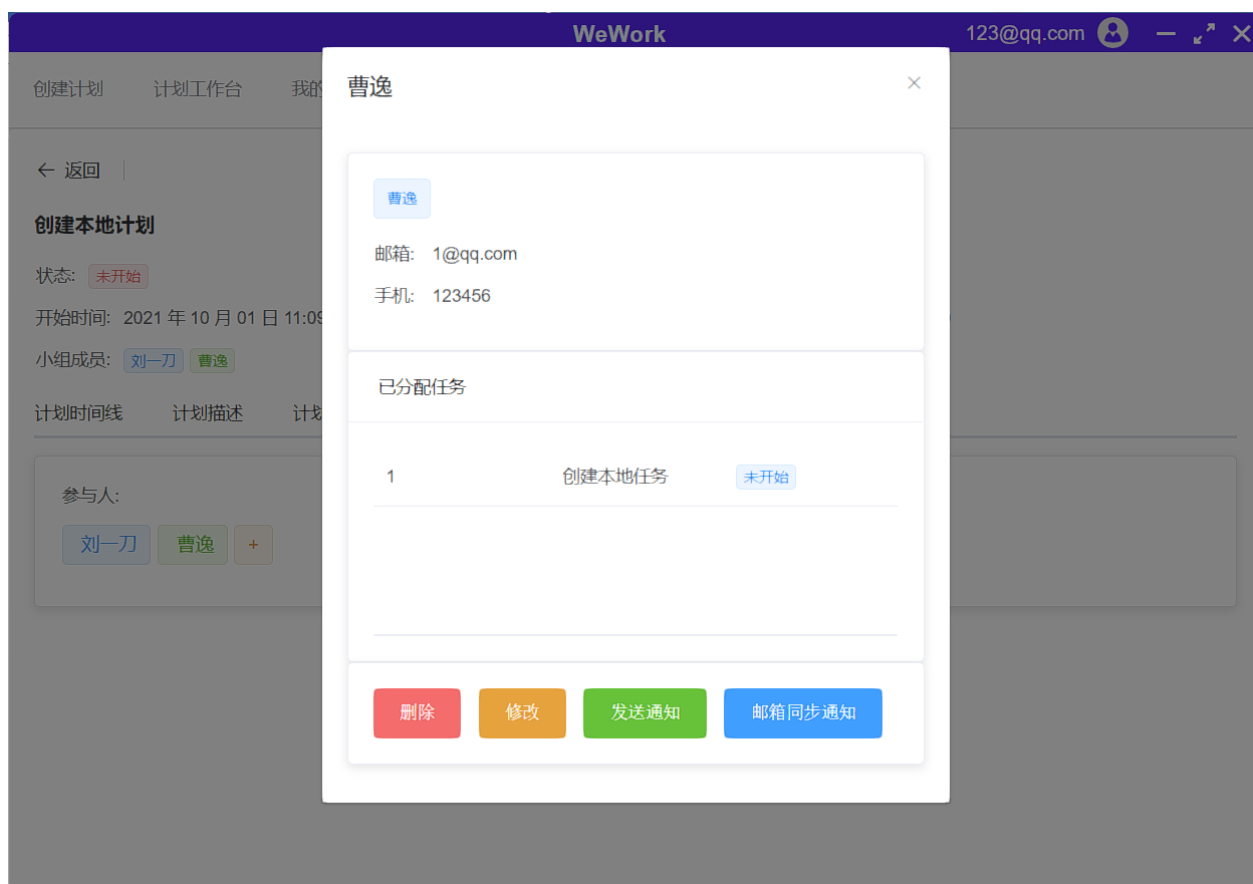 WeWork
123@qq.com
创建计划 计划工作台 我的
← 返回
创建本地计划
状态: 未开始
开始时间: 2021 年 10 月 01 日 11:09
小组成员: 刘一刀 曹逸
计划时间线 计划描述 计划
参与人:
刘一刀 曹逸 +
曹逸
曹逸
邮箱: 1@qq.com
手机: 123456
已分配任务
1 创建本地任务 未开始
删除 修改 发送通知 邮箱同步通知